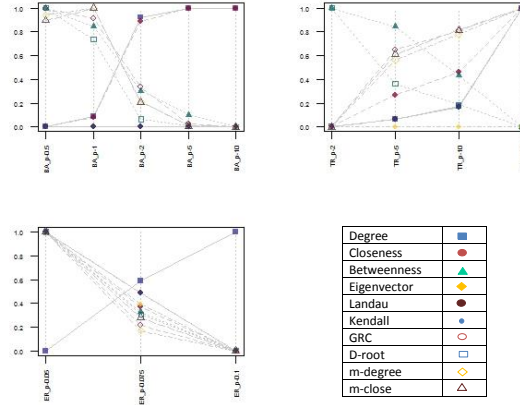 1.0
0.8
0.6
0.4
0.2
0.0
BA_p-0.5
BA_p-1
BA_p-2
BA_p-5
BA_p-10
1.0
0.8
0.6
0.4
0.2
0.0
TR_p-2
TR_p-5
TR_p-10
1.0
0.8
0.6
0.4
0.2
0.0
ER_p-0.05
ER_p-0.075
ER_p-0.1
Degree
Closeness
Betweenness
Eigenvector
Landau
Kendall
GRC
D-root
m-degree
m-close